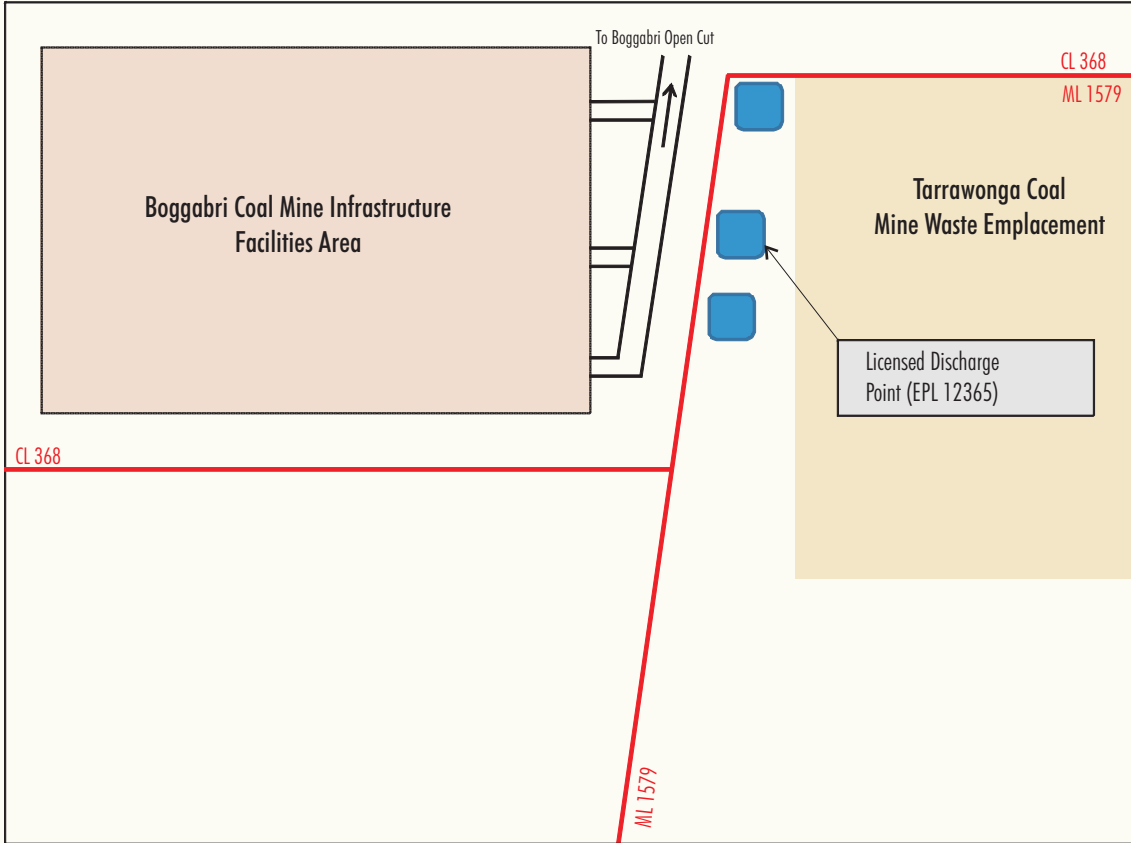 To Boggabri Open Cut
CL 368
ML 1579
Boggabri Coal Mine Infrastructure
Facilities Area
Tarrawonga Coal
Mine Waste Emplacement
Licensed Discharge
Point (EPL 12365)
CL 368
ML 1579